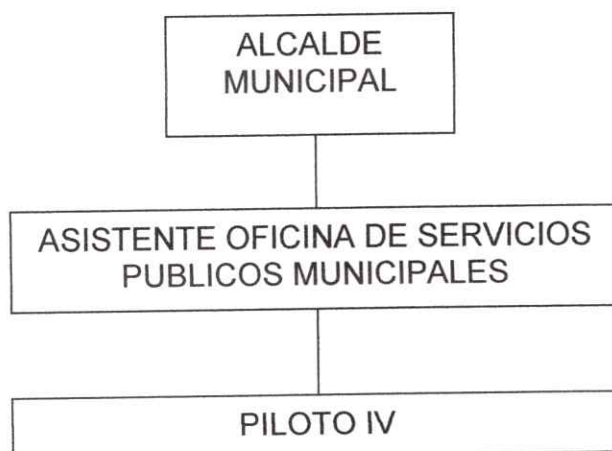 ALCALDE
MUNICIPAL
ASISTENTE OFICINA DE SERVICIOS
PUBLICOS MUNICIPALES
PILOTO IV